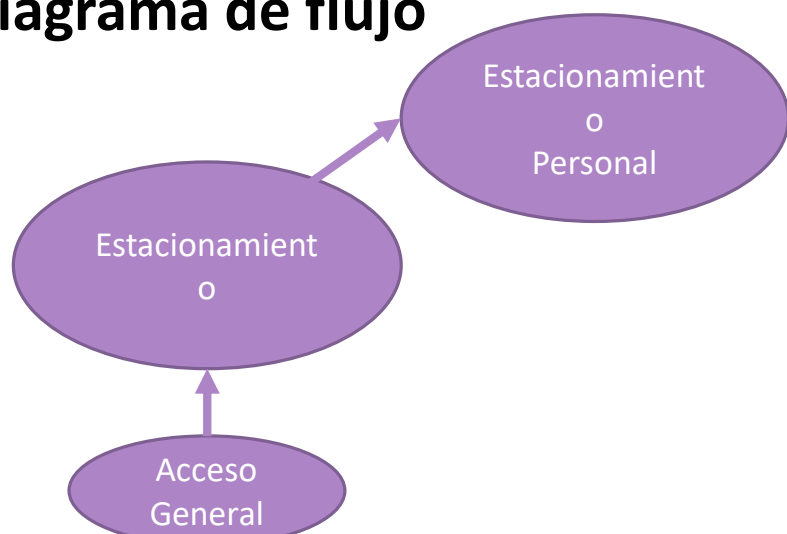 iagrama de flujo
Estacionamient
o
Personal
Estacionamient
o
Acceso
General